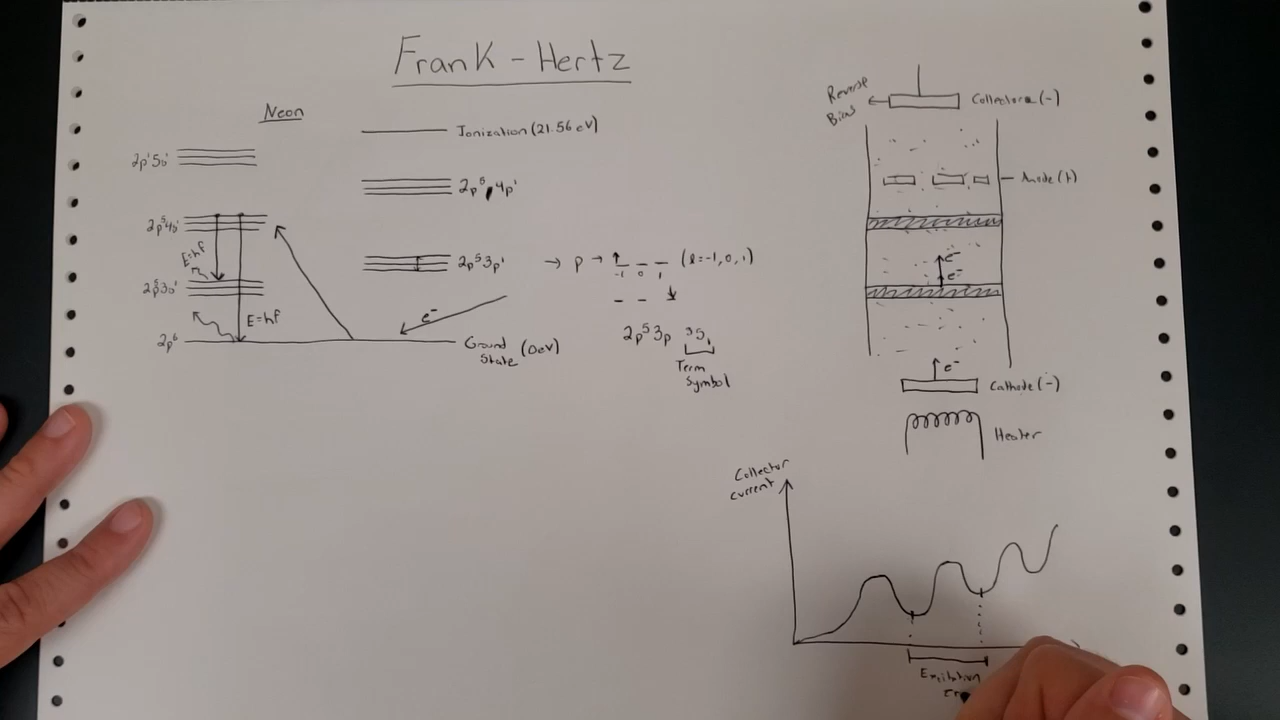 FranK - Hertz
Neon
Ionization (21.56 eV)
2p⁵4p¹
2p⁵4s¹
E=hf
2p⁵3p¹
→ p → ↑ _ _ (l=-1,0,1)
-1 0 1
2p⁵3s¹
E=hf
e⁻
2p⁶
Ground
State (0eV)
2p⁵3p ³S₁
Term
Symbol
Reverse
Bias
Collector (-)
Anode (+)
e⁻
e⁻
e⁻
Cathode (-)
Heater
Collector
current
Excitation